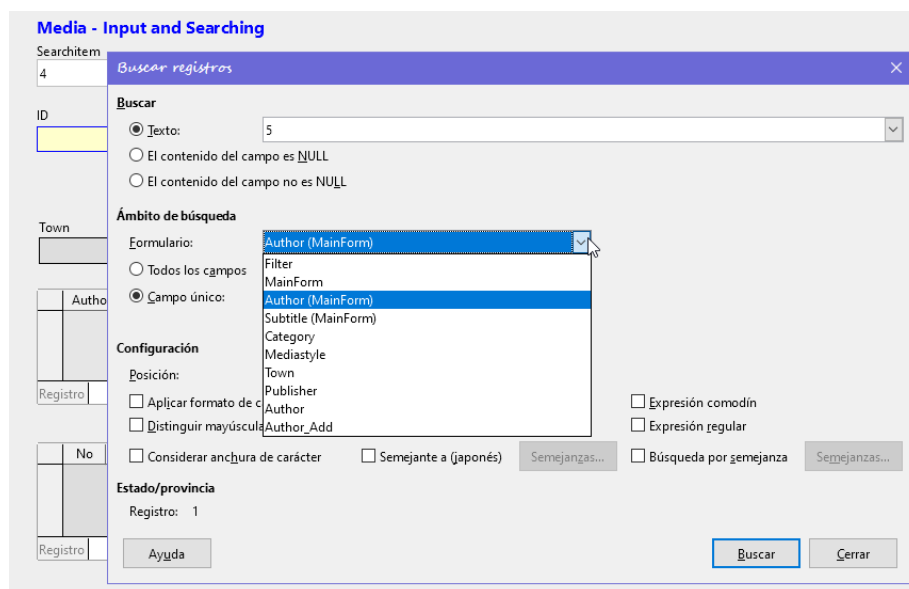 Media - Input and Searching
Searchitem
4
Buscar registros
ID
Buscar
Texto:
5
El contenido del campo es NULL
El contenido del campo no es NULL
Ámbito de búsqueda
Town
Formulario:
Author (MainForm)
Filter
Todos los campos
MainForm
Campo único:
Author (MainForm)
Subtitle (MainForm)
Category
Configuración
Mediastyle
Posición:
Town
Publisher
Registro
Aplicar formato de c
Author
Expresión comodín
Distinguir mayúscula
Author_Add
Expresión regular
No
Considerar anchura de carácter
Semejante a (japonés)
Semejanzas...
Búsqueda por semejanza
Semejanzas...
Estado/provincia
Registro: 1
Registro
Ayuda
Buscar
Cerrar